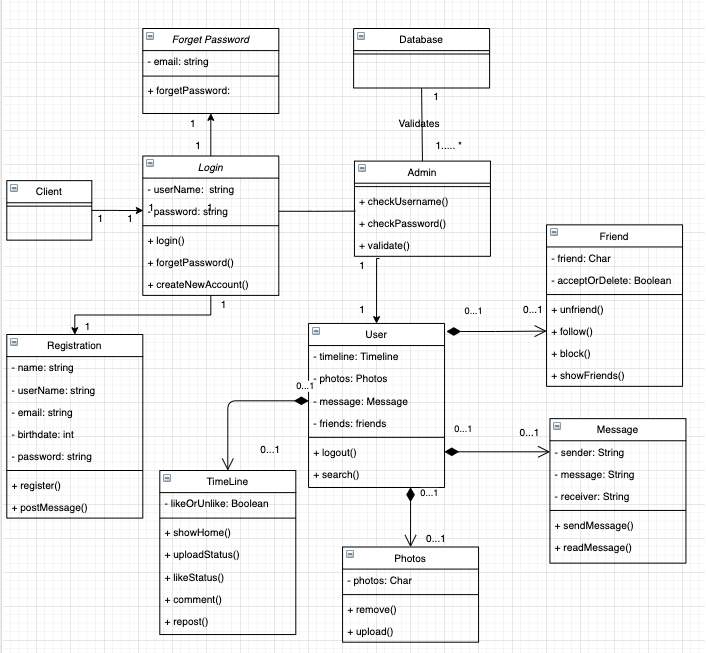 Forget Password
- email: string
+ forgetPassword:
Database
1
Validates
1..... *
1
1
Client
1
1
Login
- userName: string
- password: string
1
1
+ login()
+ forgetPassword()
+ createNewAccount()
Admin
+ checkUsername()
+ checkPassword()
+ validate()
1
1
1
1
Registration
- name: string
- userName: string
- email: string
- birthdate: int
- password: string
+ register()
+ postMessage()
User
- timeline: Timeline
- photos: Photos
- message: Message
- friends: friends
+ logout()
+ search()
0...1
0...1
Friend
- friend: Char
- acceptOrDelete: Boolean
+ unfriend()
+ follow()
+ block()
+ showFriends()
0...1
0...1
Message
- sender: String
- message: String
- receiver: String
+ sendMessage()
+ readMessage()
0...1
0...1
TimeLine
- likeOrUnlike: Boolean
+ showHome()
+ uploadStatus()
+ likeStatus()
+ comment()
+ repost()
0...1
0...1
Photos
- photos: Char
+ remove()
+ upload()